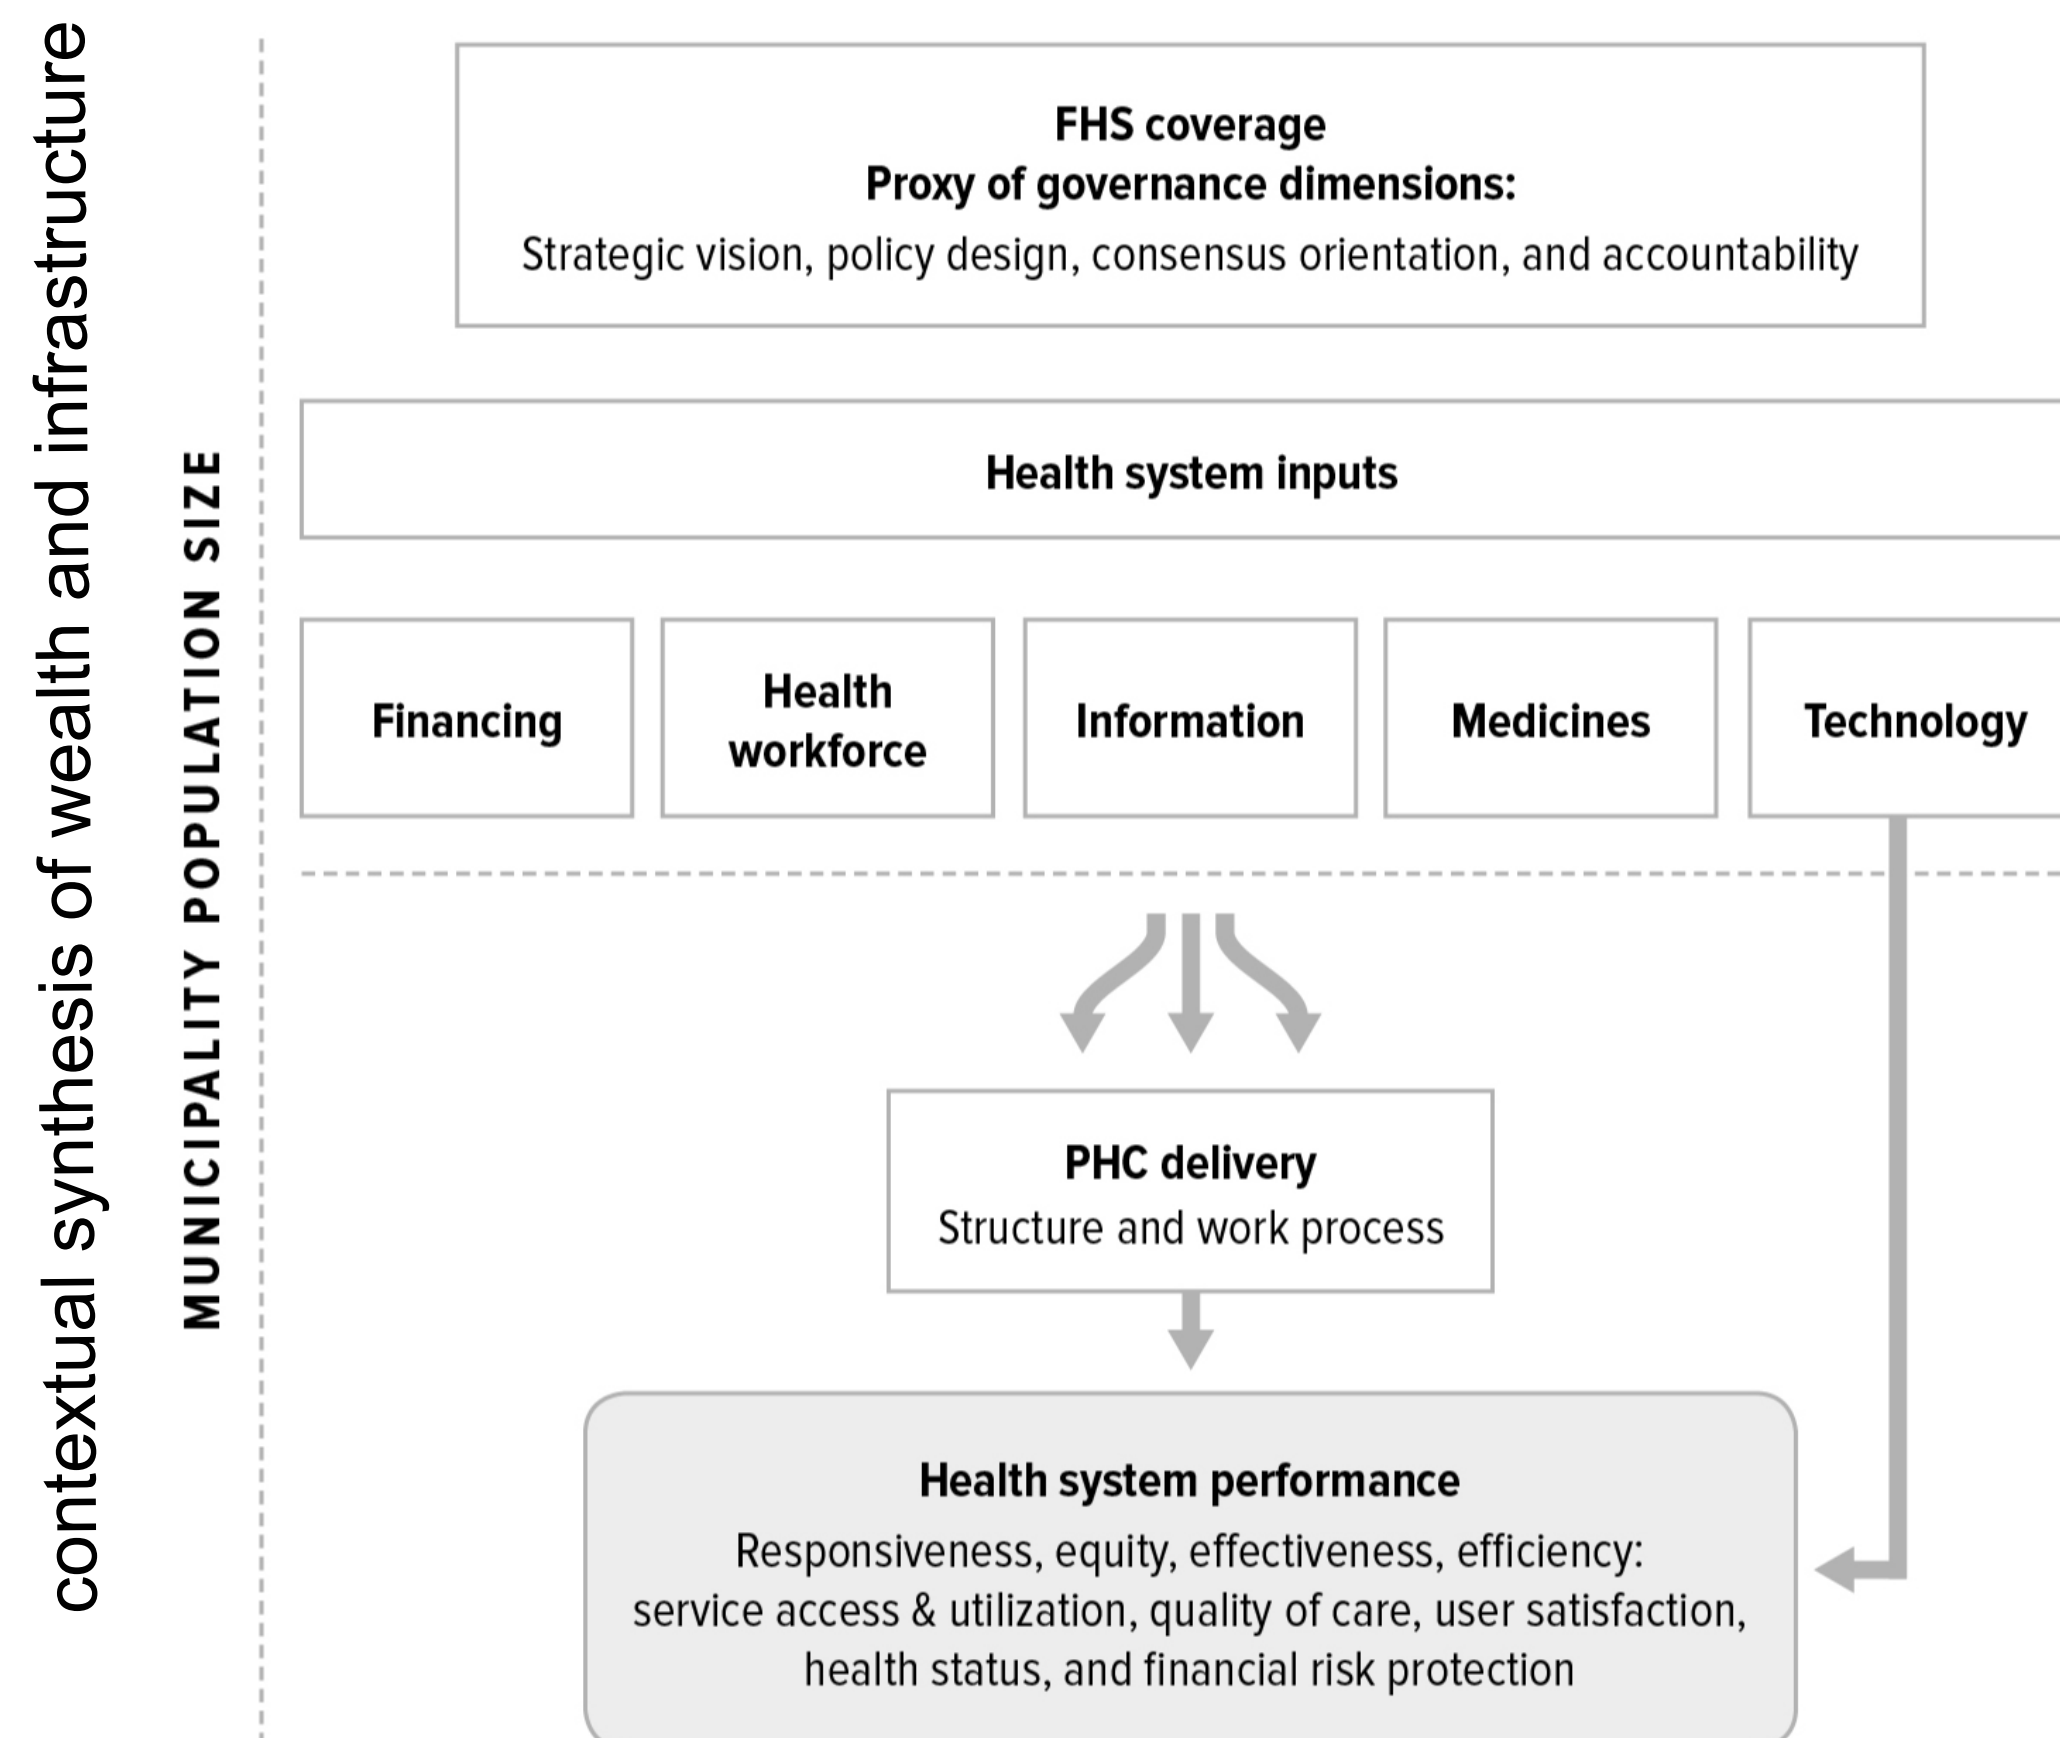 contextual synthesis of wealth and infrastructure
MUNICIPALITY POPULATION SIZE
FHS coverage
Proxy of governance dimensions:
Strategic vision, policy design, consensus orientation, and accountability
Health system inputs
Financing
Health
workforce
Information
Medicines
Technology
PHC delivery
Structure and work process
Health system performance
Responsiveness, equity, effectiveness, efficiency:
service access & utilization, quality of care, user satisfaction,
health status, and financial risk protection